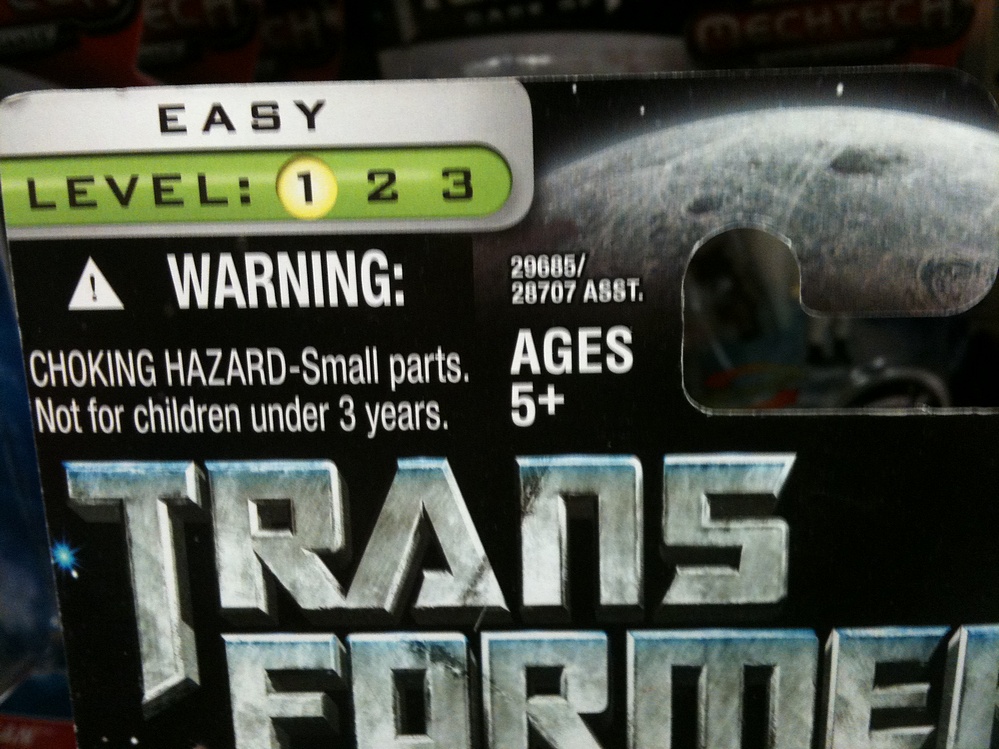 MECHTECH
EASY
LEVEL: 1 2 3
WARNING:
CHOKING HAZARD-Small parts.
Not for children under 3 years.
29685/
28707 ASST.
AGES
5+
TRANS
FORME